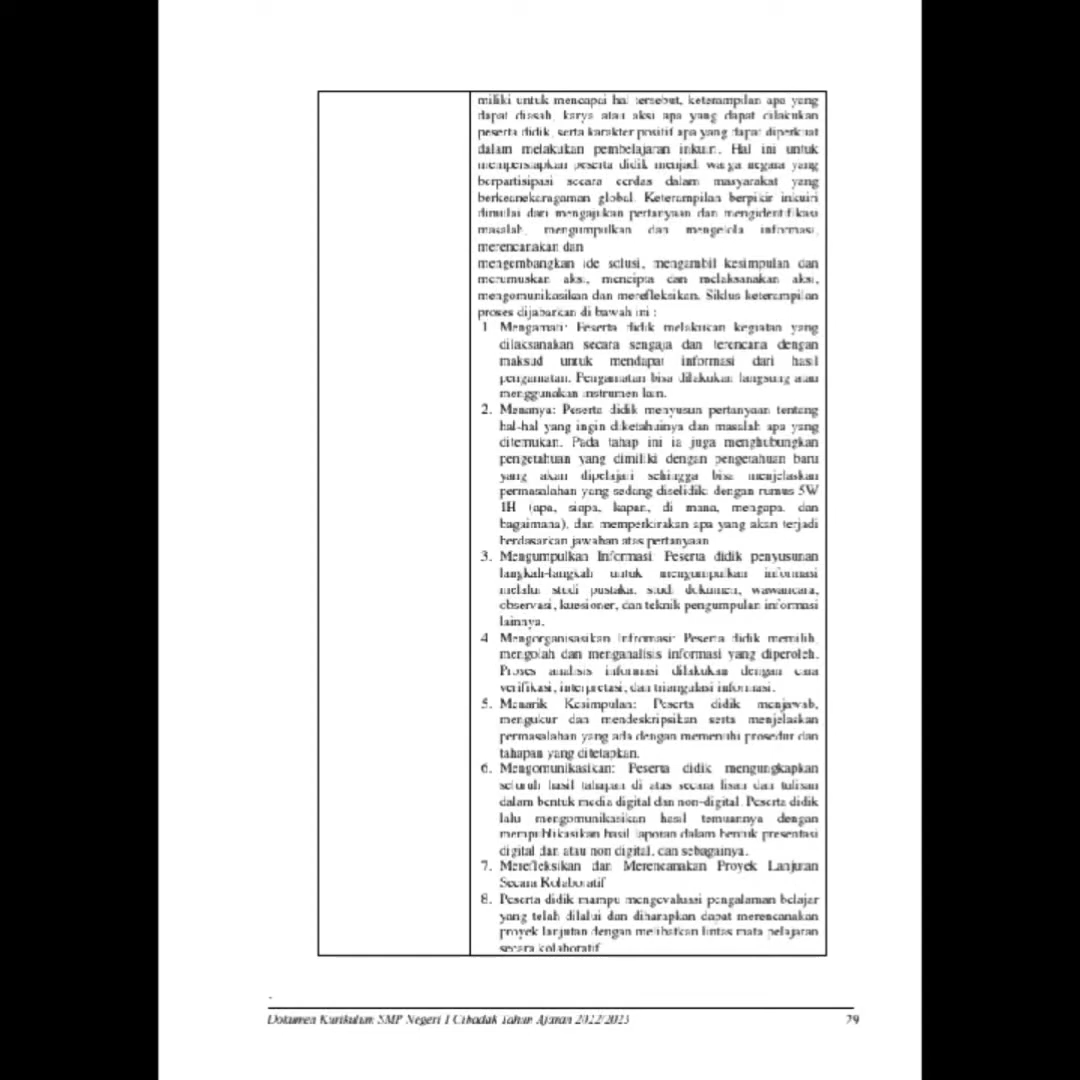 miliki untuk mencapai hal tersebut, keterampilan apa yang
dapat diasah, karya atau aksi apa yang dapat dilakukan
peserta didik, serta karakter positif apa yang dapat diperkuat
dalam melakukan pembelajaran inkuiri. Hal ini untuk
mempersiapkan peserta didik menjadi warga negara yang
berpartisipasi secara cerdas dalam masyarakat yang
berkeanekaragaman global. Keterampilan berpikir inkuiri
dimulai dari mengajukan pertanyaan dan mengidentifikasi
masalah, mengumpulkan dan mengelola informasi,
merencanakan dan
mengembangkan ide solusi, mengambil kesimpulan dan
merumuskan aksi, mencipta dan melaksanakan aksi,
mengomunikasikan dan merefleksikan. Siklus keterampilan
proses dijabarkan di bawah ini :
1. Mengamati: Peserta didik melakukan kegiatan yang
dilaksanakan secara sengaja dan terencana dengan
maksud untuk mendapat informasi dari hasil
pengamatan. Pengamatan bisa dilakukan langsung atau
menggunakan instrumen lain.
2. Menanya: Peserta didik menyusun pertanyaan tentang
hal-hal yang ingin diketahuinya dan masalah apa yang
ditemukan. Pada tahap ini ia juga menghubungkan
pengetahuan yang dimiliki dengan pengetahuan baru
yang akan dipelajari sehingga bisa menjelaskan
permasalahan yang sedang diselidiki dengan rumus 5W
1H (apa, siapa, kapan, di mana, mengapa, dan
bagaimana), dan memperkirakan apa yang akan terjadi
berdasarkan jawaban atas pertanyaan
3. Mengumpulkan Informasi: Peserta didik penyusunan
langkah-langkah untuk mengumpulkan informasi
melalui studi pustaka, studi dokumen, wawancara,
observasi, kuesioner, dan teknik pengumpulan informasi
lainnya.
4. Mengorganisasikan Infromasi: Peserta didik memilih,
mengolah dan menganalisis informasi yang diperoleh.
Proses analisis informasi dilakukan dengan cara
verifikasi, interpretasi, dan triangulasi informasi.
5. Menarik Kesimpulan: Peserta didik menjawab,
mengukur dan mendeskripsikan serta menjelaskan
permasalahan yang ada dengan memenuhi prosedur dan
tahapan yang ditetapkan.
6. Mengomunikasikan: Peserta didik mengungkapkan
seluruh hasil tahapan di atas secara lisan dan tulisan
dalam bentuk media digital dan non-digital. Peserta didik
lalu mengomunikasikan hasil temuannya dengan
mempublikasikan hasil laporan dalam bentuk presentasi
digital dan atau non digital, dan sebagainya.
7. Merefleksikan dan Merencanakan Proyek Lanjutan
Secara Kolaboratif
8. Peserta didik mampu mengevaluasi pengalaman belajar
yang telah dilalui dan diharapkan dapat merencanakan
proyek lanjutan dengan melibatkan lintas mata pelajaran
secara kolaboratif
Dokumen Kurikulum SMP Negeri 1 Cibadak Tahun Ajaran 2022/2023 79